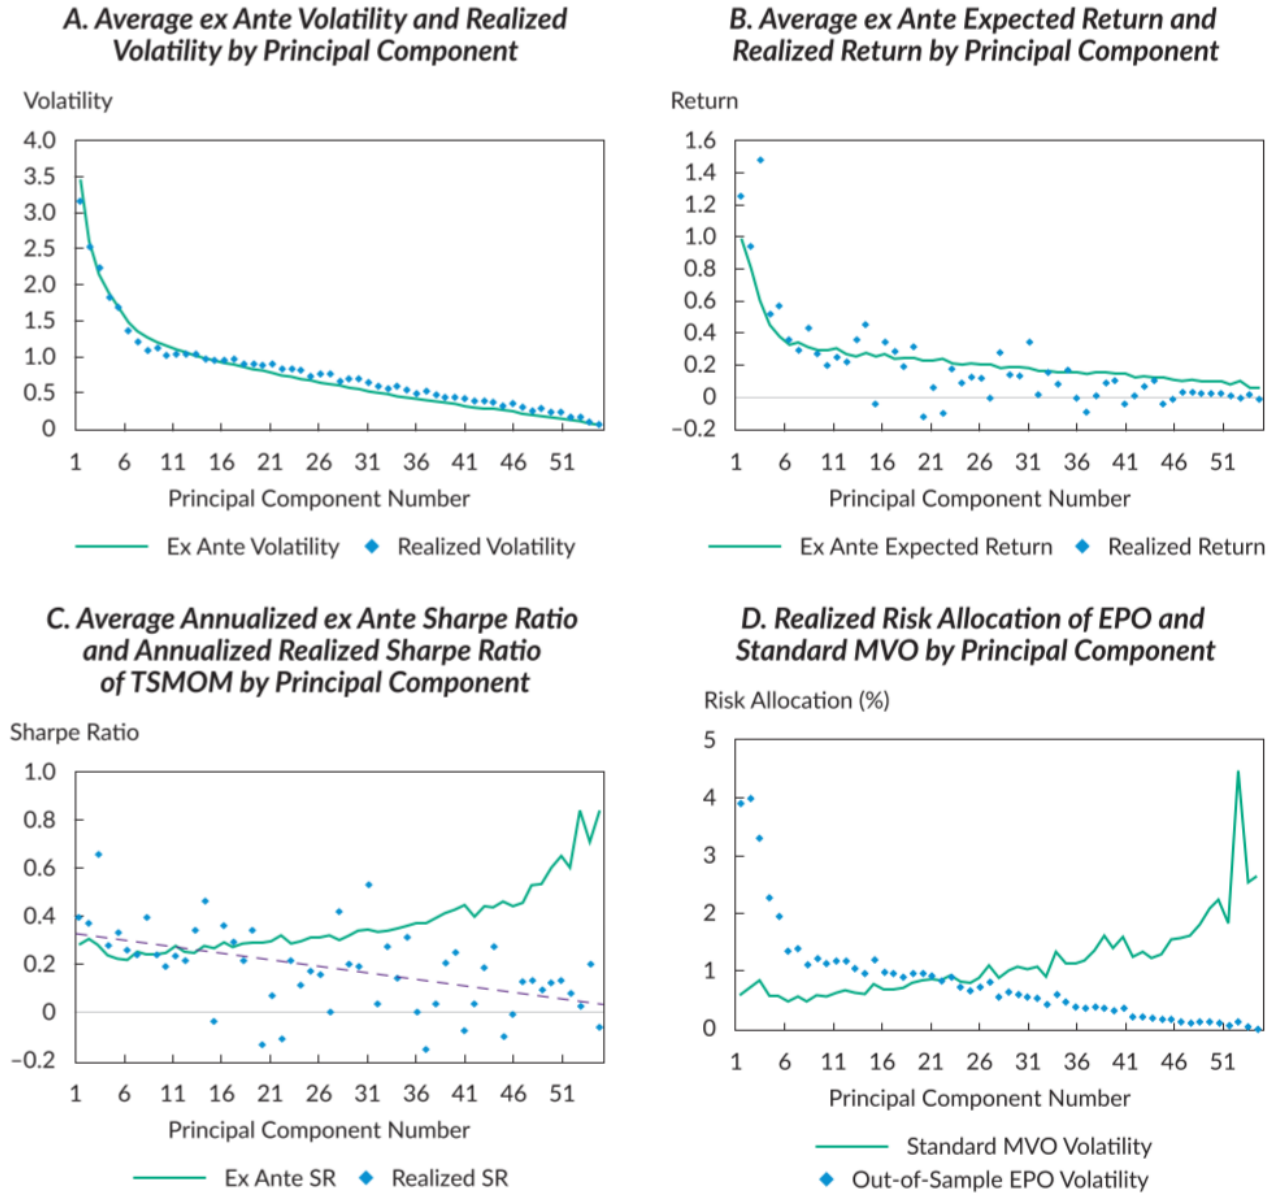 A. Average ex Ante Volatility and Realized
Volatility by Principal Component
Volatility
4.0
3.5
3.0
2.5
2.0
1.5
1.0
0.5
0
1 6 11 16 21 26 31 36 41 46 51
Principal Component Number
Ex Ante Volatility Realized Volatility
B. Average ex Ante Expected Return and
Realized Return by Principal Component
Return
1.6
1.4
1.2
1.0
0.8
0.6
0.4
0.2
0
–0.2
1 6 11 16 21 26 31 36 41 46 51
Principal Component Number
Ex Ante Expected Return Realized Return
C. Average Annualized ex Ante Sharpe Ratio
and Annualized Realized Sharpe Ratio
of TSMOM by Principal Component
Sharpe Ratio
1.0
0.8
0.6
0.4
0.2
0
–0.2
1 6 11 16 21 26 31 36 41 46 51
Principal Component Number
Ex Ante SR Realized SR
D. Realized Risk Allocation of EPO and
Standard MVO by Principal Component
Risk Allocation (%)
5
4
3
2
1
0
1 6 11 16 21 26 31 36 41 46 51
Principal Component Number
Standard MVO Volatility
Out-of-Sample EPO Volatility